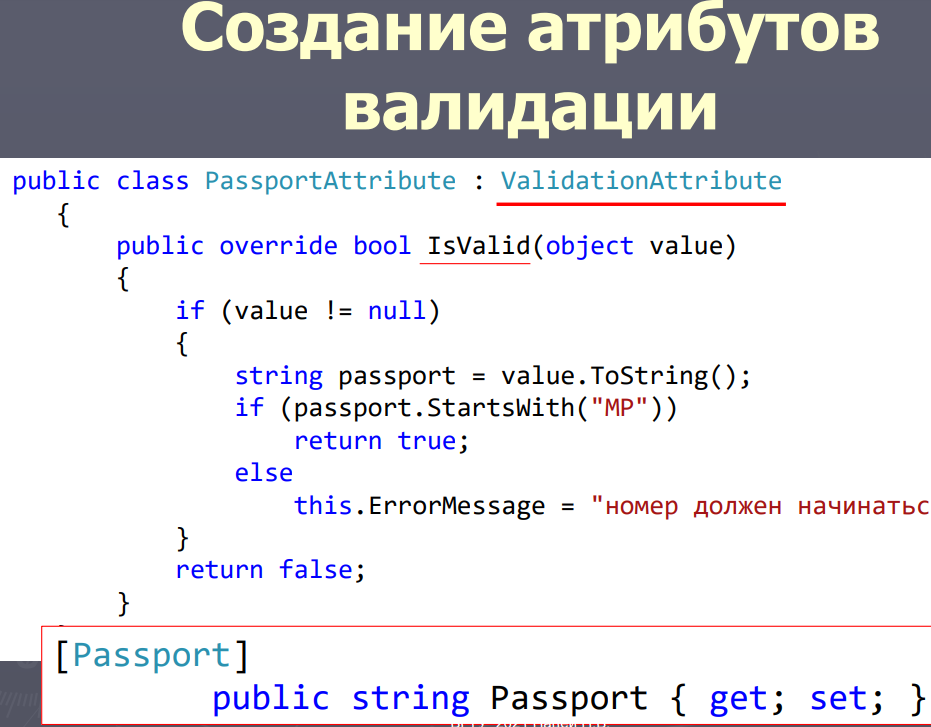 Создание атрибутов
валидации
public class PassportAttribute : ValidationAttribute
{
public override bool IsValid(object value)
{
if (value != null)
{
string passport = value.ToString();
if (passport.StartsWith("MP"))
return true;
else
this.ErrorMessage = "номер должен начинатьс
}
return false;
}
[Passport]
public string Passport { get; set; }